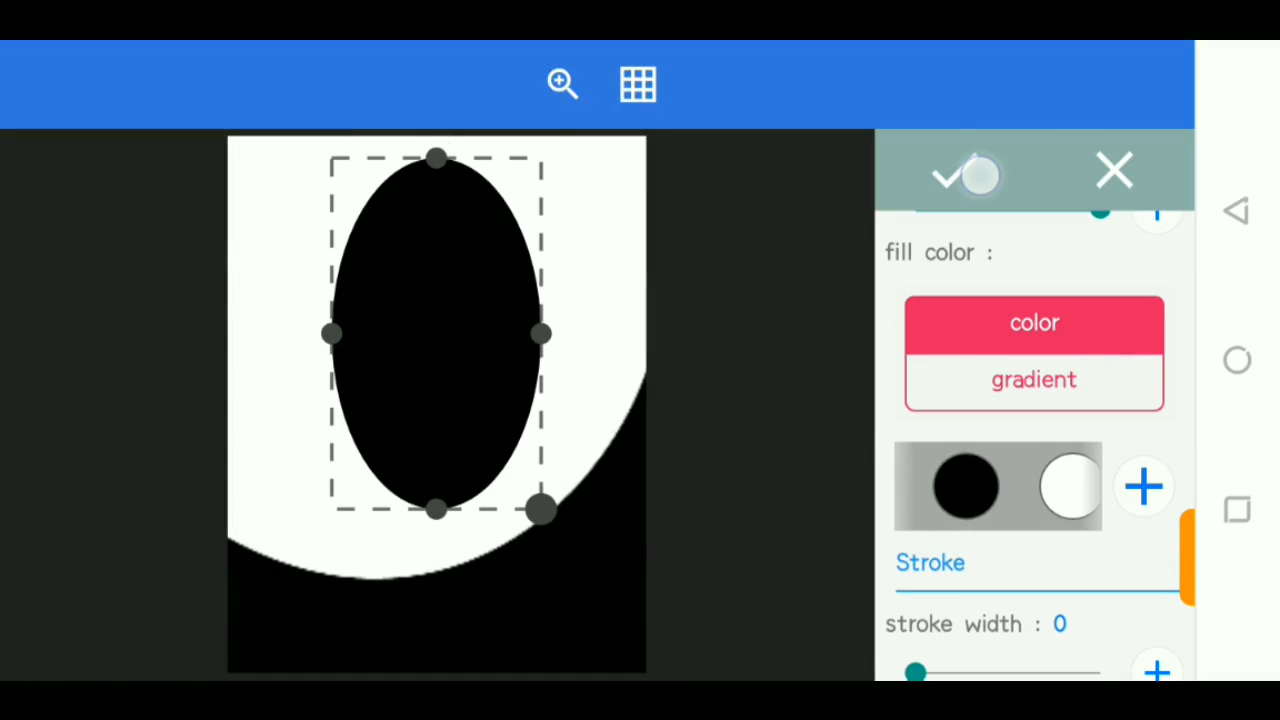 fill color :
color
gradient
Stroke
stroke width : 0